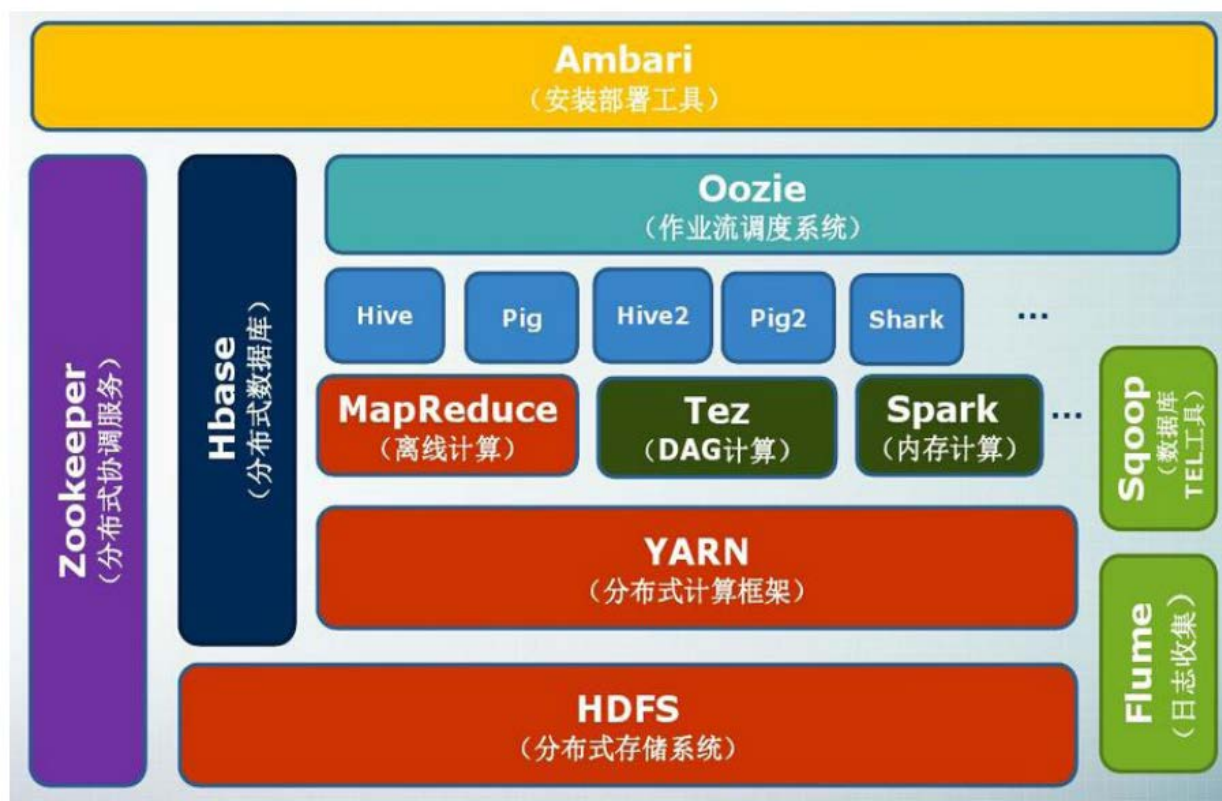 Ambari
（安装部署工具）
Zookeeper
（分布式协调服务）
Hbase
（分布式数据库）
Oozie
（作业流调度系统）
Hive
Pig
Hive2
Pig2
Shark
...
MapReduce
（离线计算）
Tez
（DAG计算）
Spark
（内存计算）
...
YARN
（分布式计算框架）
HDFS
（分布式存储系统）
Sqoop
（数据库
TEL工具）
Flume
（日志收集）